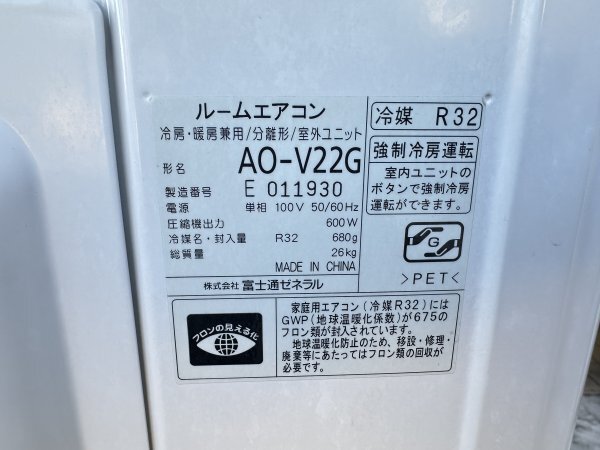 ルームエアコン
冷房・暖房兼用/分離形/室外ユニット
形名 AO-V22G
製造番号 E 011930
電源 単相 100V 50/60Hz
圧縮機出力 600W
冷媒名・封入量 R32 680g
総質量 26kg
MADE IN CHINA
株式会社 富士通ゼネラル
冷媒 R32
強制冷房運転
室内ユニットの
ボタンで強制冷房
運転ができます。
G
>PET<
フロンの見える化
家庭用エアコン(冷媒R32)には
GWP(地球温暖化係数)が675の
フロン類が封入されています。
地球温暖化防止のため、移設・修理・
廃棄等にあたってはフロン類の回収が
必要です。